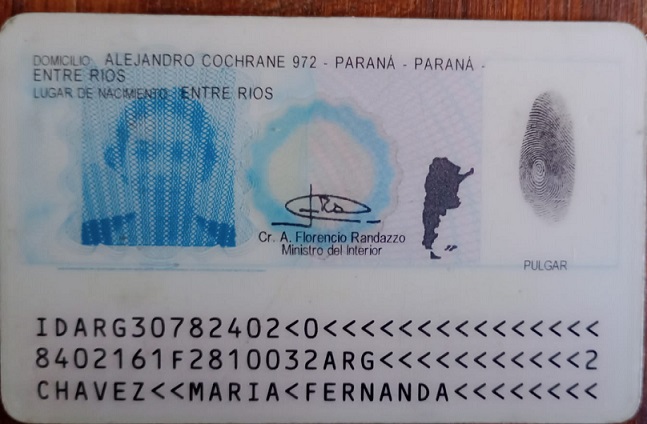 DOMICILIO: ALEJANDRO COCHRANE 972 - PARANÁ - PARANÁ -
ENTRE RIOS
LUGAR DE NACIMIENTO: ENTRE RIOS
Cr. A. Florencio Randazzo
Ministro del Interior
PULGAR
IDARG30782402<0<<<<<<<<<<<<<<<
8402161F2810032ARG<<<<<<<<<<<2
CHAVEZ<<MARIA<FERNANDA<<<<<<<<